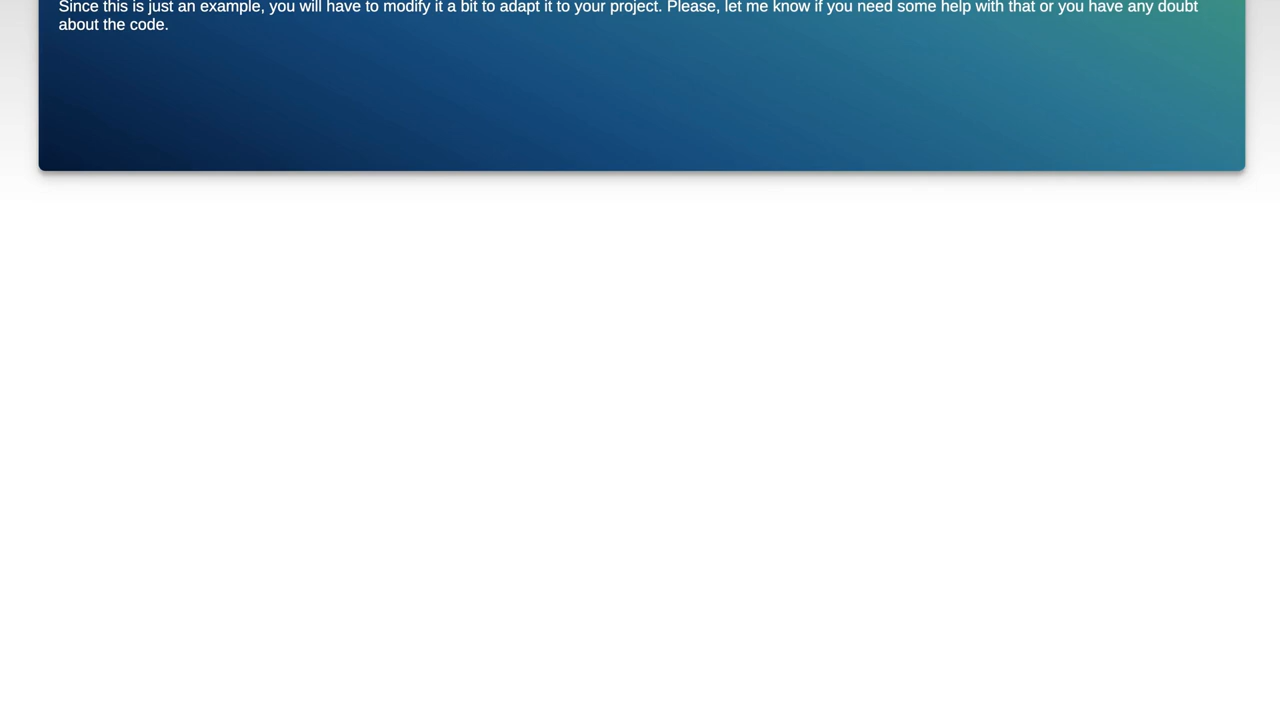 Since this is just an example, you will have to modify it a bit to adapt it to your project. Please, let me know if you need some help with that or you have any doubt
about the code.